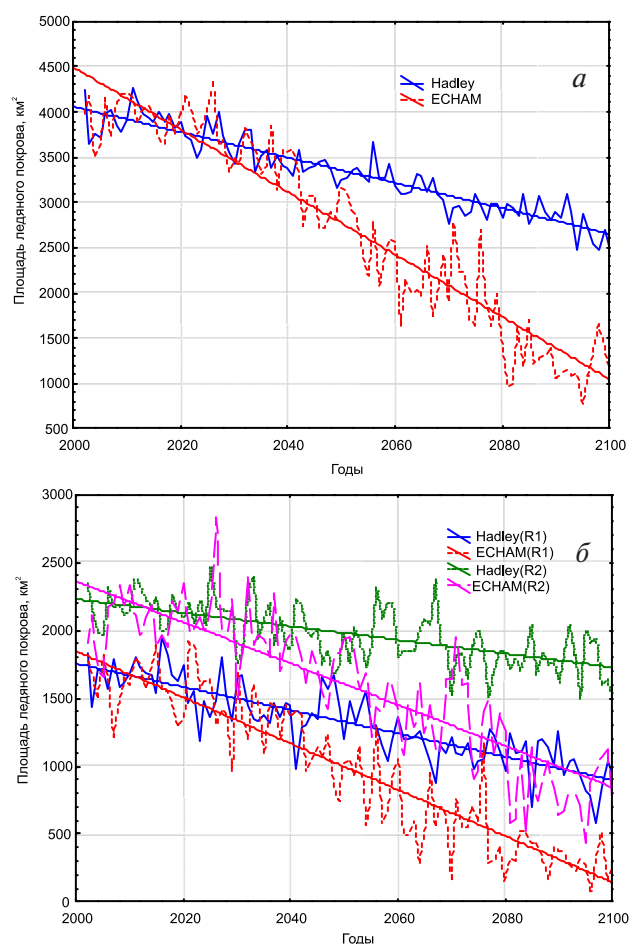 5000
4500
4000
3500
3000
2500
2000
1500
1000
500
Площадь ледяного покрова, км²
Hadley
ECHAM
а
2000 2020 2040 2060 2080 2100
Годы
3000
2500
2000
1500
1000
500
0
Площадь ледяного покрова, км²
Hadley(R1)
ECHAM(R1)
Hadley(R2)
ECHAM(R2)
б
2000 2020 2040 2060 2080 2100
Годы